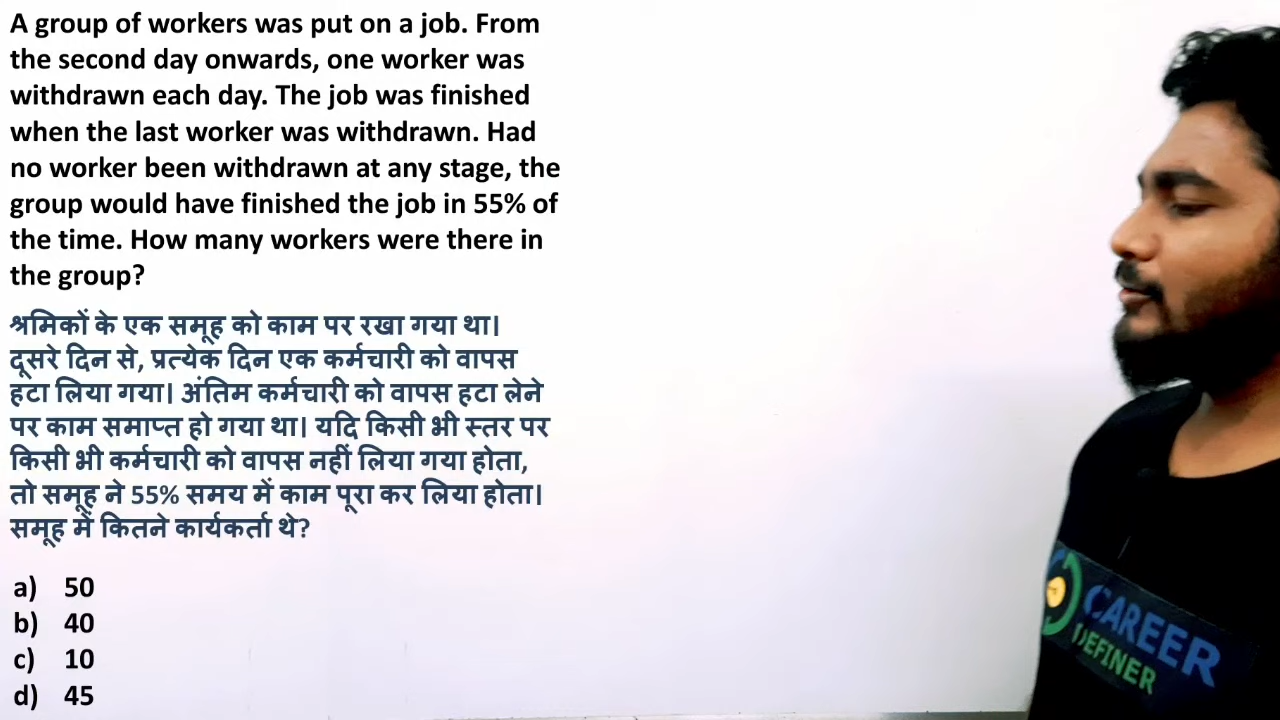 A group of workers was put on a job. From
the second day onwards, one worker was
withdrawn each day. The job was finished
when the last worker was withdrawn. Had
no worker been withdrawn at any stage, the
group would have finished the job in 55% of
the time. How many workers were there in
the group?
श्रमिकों के एक समूह को काम पर रखा गया था।
दूसरे दिन से, प्रत्येक दिन एक कर्मचारी को वापस
हटा लिया गया। अंतिम कर्मचारी को वापस हटा लेने
पर काम समाप्त हो गया था। यदि किसी भी स्तर पर
किसी भी कर्मचारी को वापस नहीं लिया गया होता,
तो समूह ने 55% समय में काम पूरा कर लिया होता।
समूह में कितने कार्यकर्ता थे?
a) 50
b) 40
c) 10
d) 45
CAREER
DEFINER